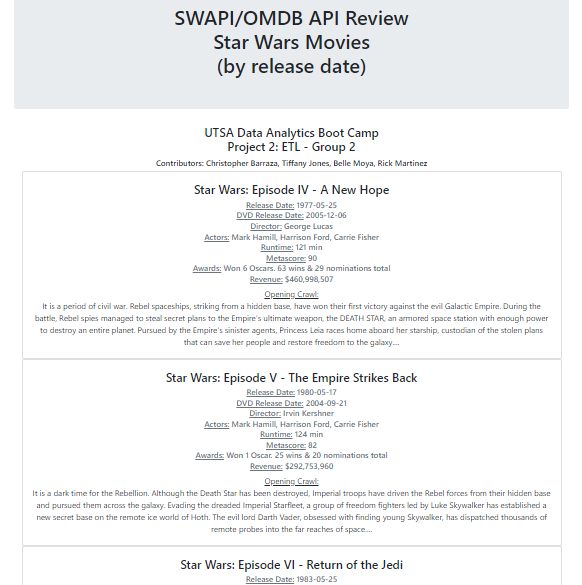 SWAPI/OMDB API Review
Star Wars Movies
(by release date)
UTSA Data Analytics Boot Camp
Project 2: ETL - Group 2
Contributors: Christopher Barraza, Tiffany Jones, Belle Moya, Rick Martinez
Star Wars: Episode IV - A New Hope
Release Date: 1977-05-25
DVD Release Date: 2005-12-06
Director: George Lucas
Actors: Mark Hamill, Harrison Ford, Carrie Fisher
Runtime: 121 min
Metascore: 90
Awards: Won 6 Oscars. 63 wins & 29 nominations total
Revenue: $460,998,507
Opening Crawl:
It is a period of civil war. Rebel spaceships, striking from a hidden base, have won their first victory against the evil Galactic Empire. During the
battle, Rebel spies managed to steal secret plans to the Empire's ultimate weapon, the DEATH STAR, an armored space station with enough power
to destroy an entire planet. Pursued by the Empire's sinister agents, Princess Leia races home aboard her starship, custodian of the stolen plans
that can save her people and restore freedom to the galaxy....
Star Wars: Episode V - The Empire Strikes Back
Release Date: 1980-05-17
DVD Release Date: 2004-09-21
Director: Irvin Kershner
Actors: Mark Hamill, Harrison Ford, Carrie Fisher
Runtime: 124 min
Metascore: 82
Awards: Won 1 Oscar. 25 wins & 20 nominations total
Revenue: $292,753,960
Opening Crawl:
It is a dark time for the Rebellion. Although the Death Star has been destroyed, Imperial troops have driven the Rebel forces from their hidden base
and pursued them across the galaxy. Evading the dreaded Imperial Starfleet, a group of freedom fighters led by Luke Skywalker has established a
new secret base on the remote ice world of Hoth. The evil lord Darth Vader, obsessed with finding young Skywalker, has dispatched thousands of
remote probes into the far reaches of space....
Star Wars: Episode VI - Return of the Jedi
Release Date: 1983-05-25